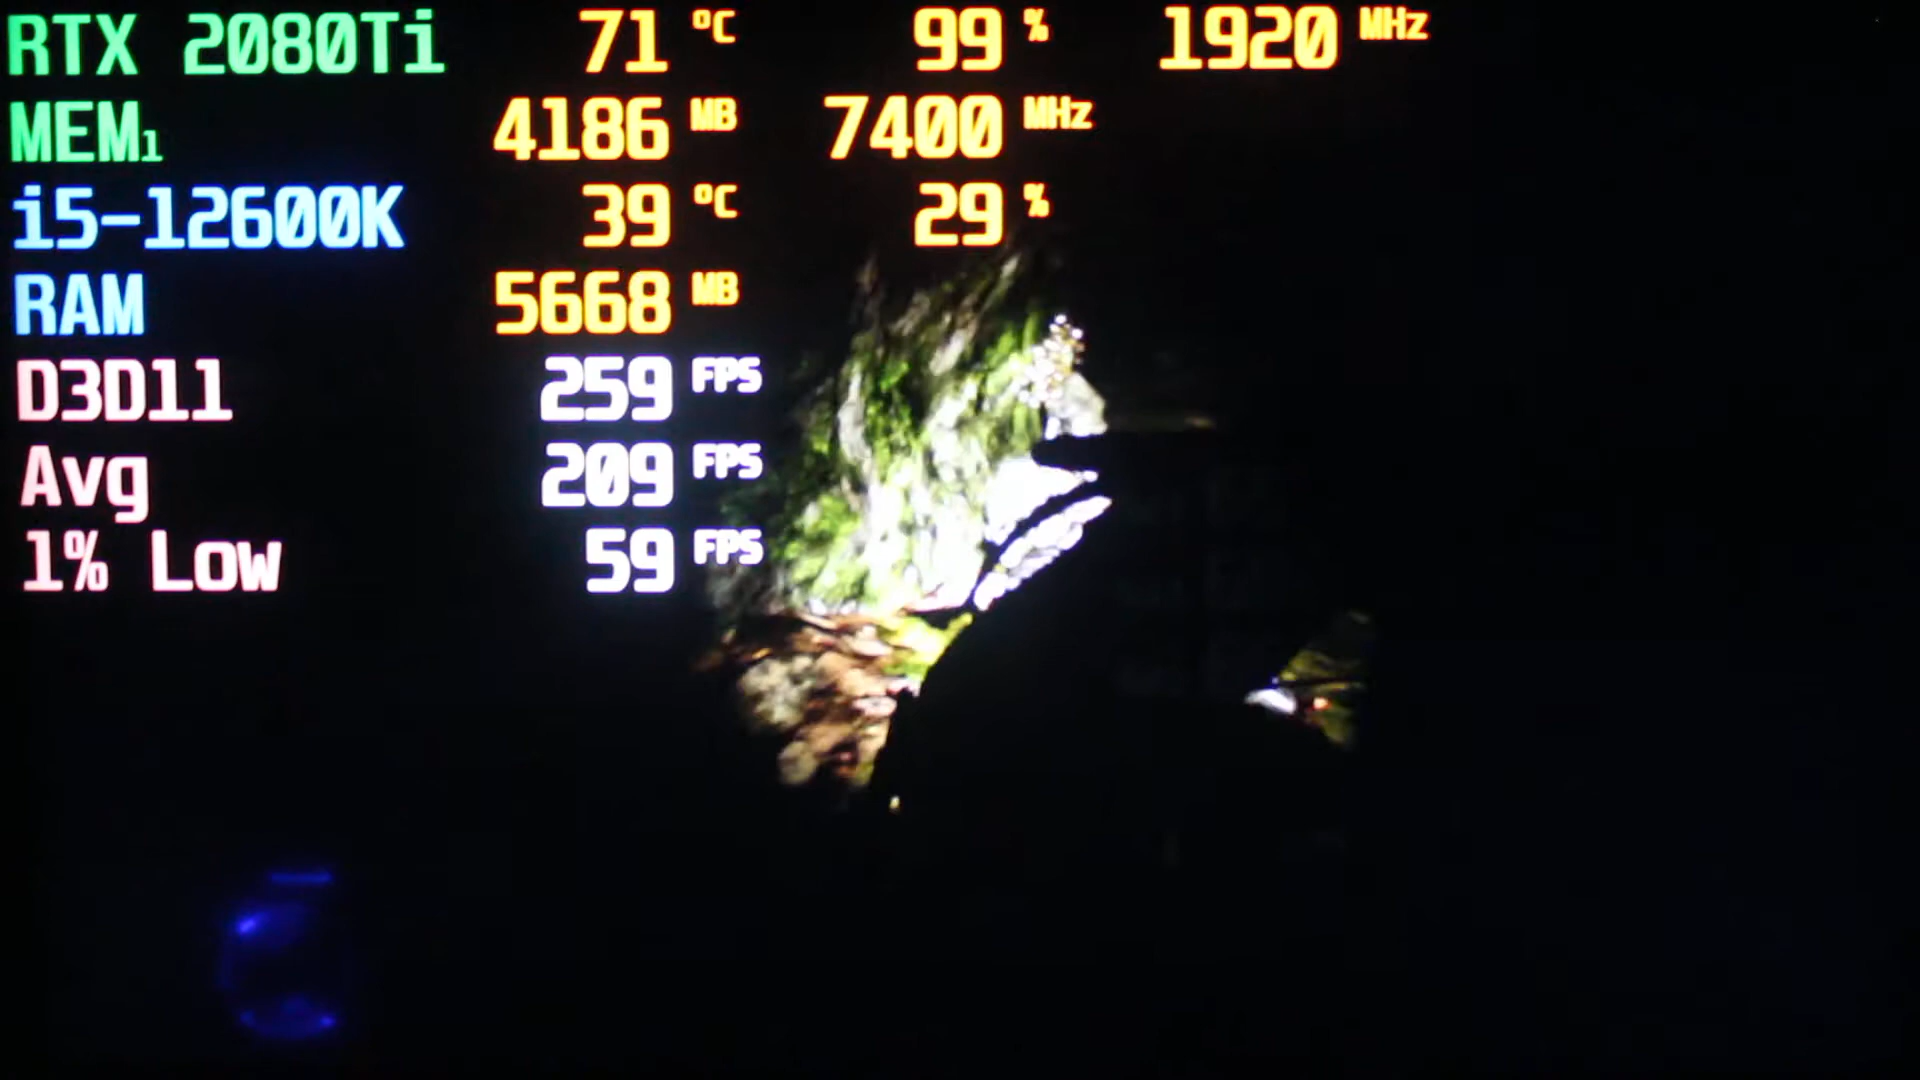 RTX 2080Ti 71 °C 99 % 1920 MHz
MEM1 4186 MB 7400 MHz
i5-12600K 39 °C 29 %
RAM 5668 MB
D3D11 259 FPS
Avg 209 FPS
1% Low 59 FPS